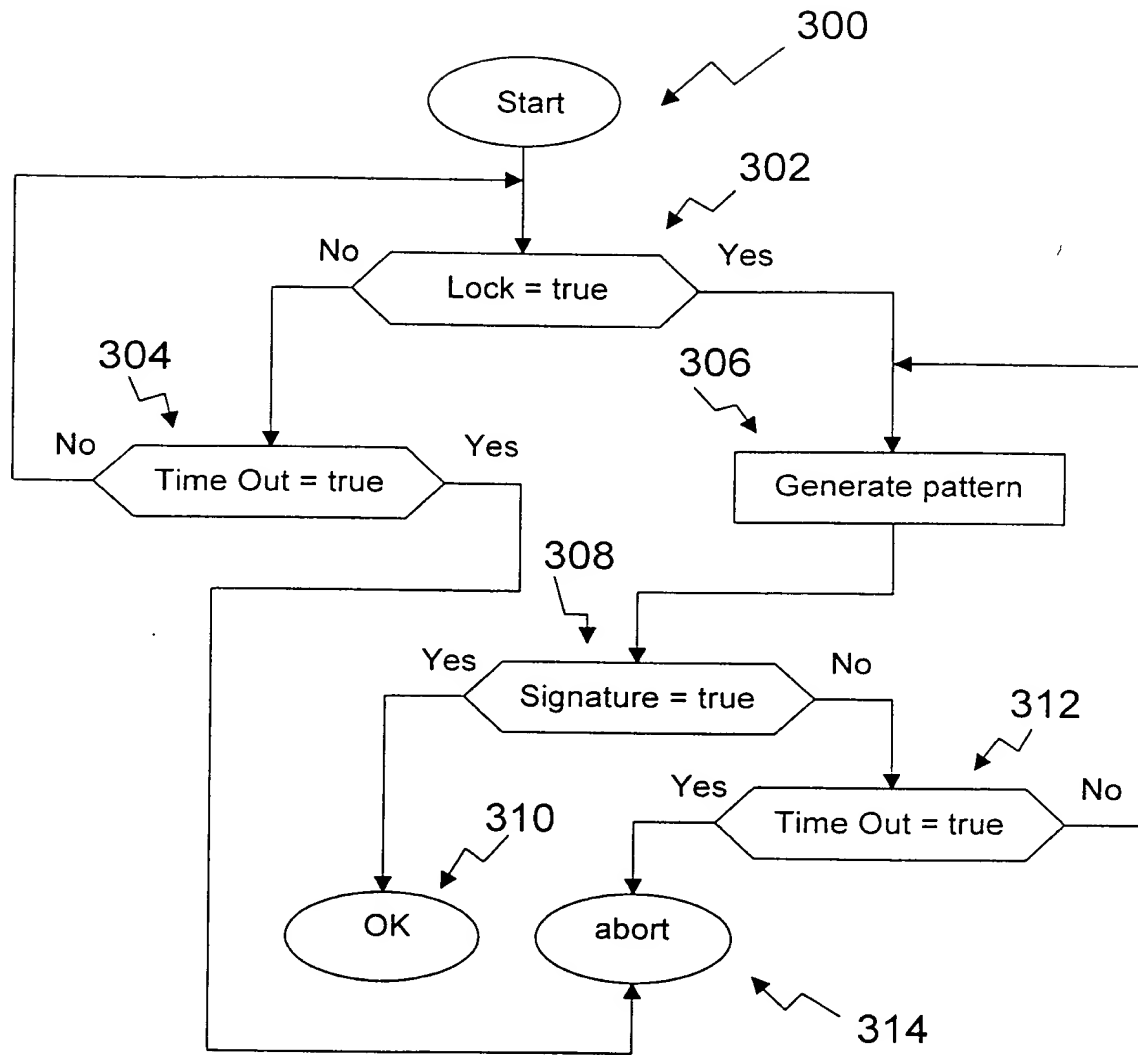 300
Start
302
No
Yes
Lock = true
304
306
No
Yes
Time Out = true
Generate pattern
308
Yes
No
Signature = true
312
Yes
No
Time Out = true
310
OK
abort
314